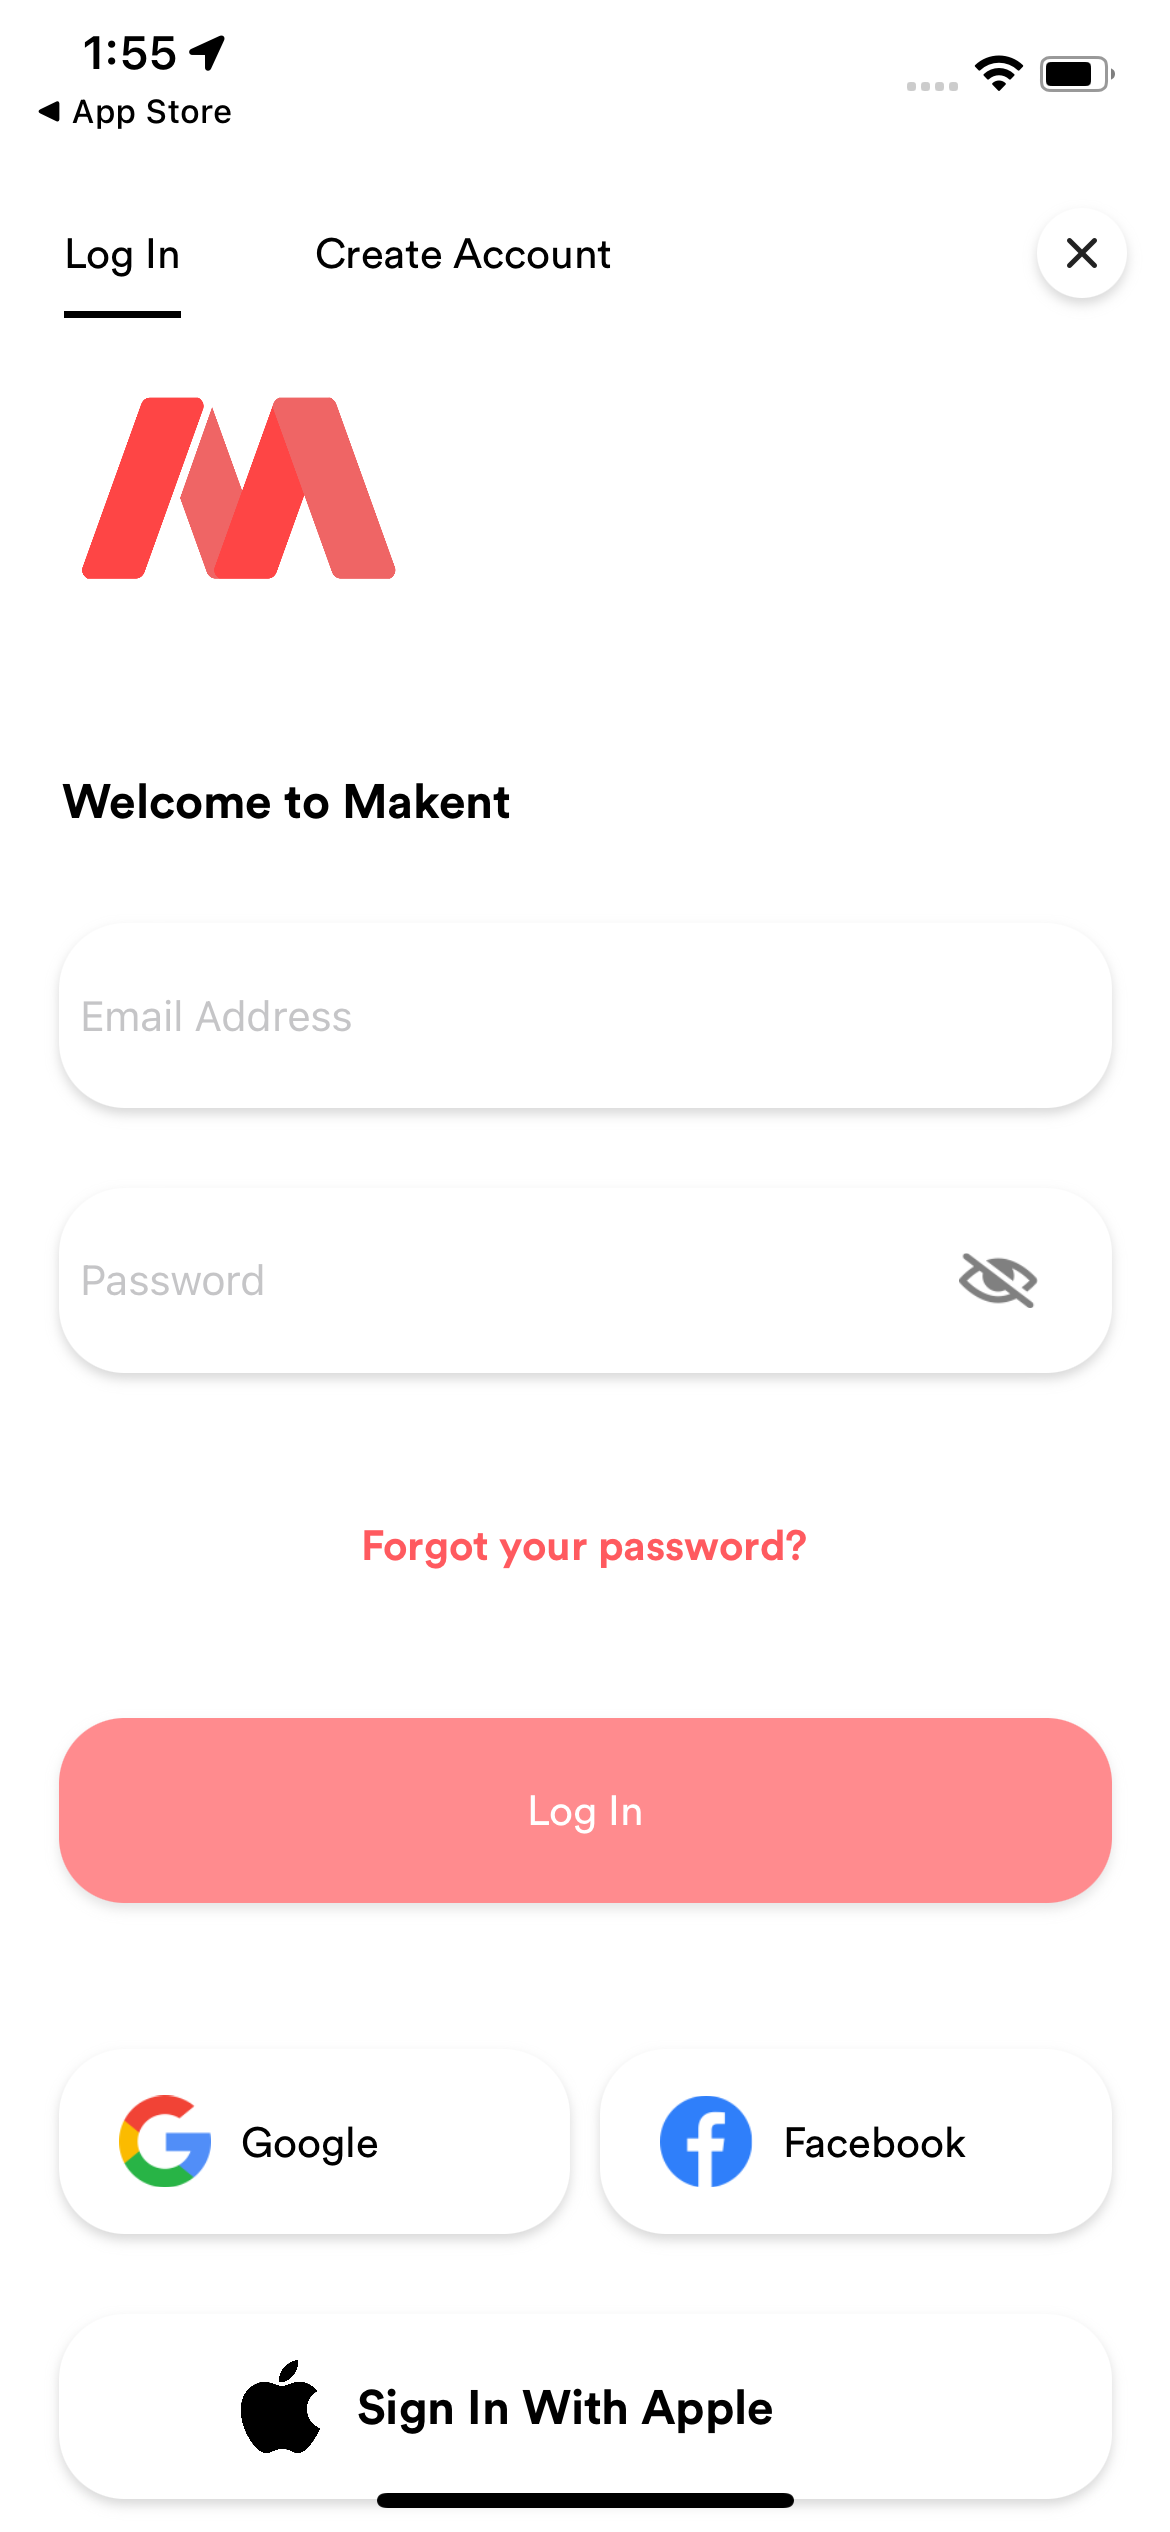 1:55
App Store
Log In
Create Account
Welcome to Makent
Email Address
Password
Forgot your password?
Log In
Google
Facebook
Sign In With Apple